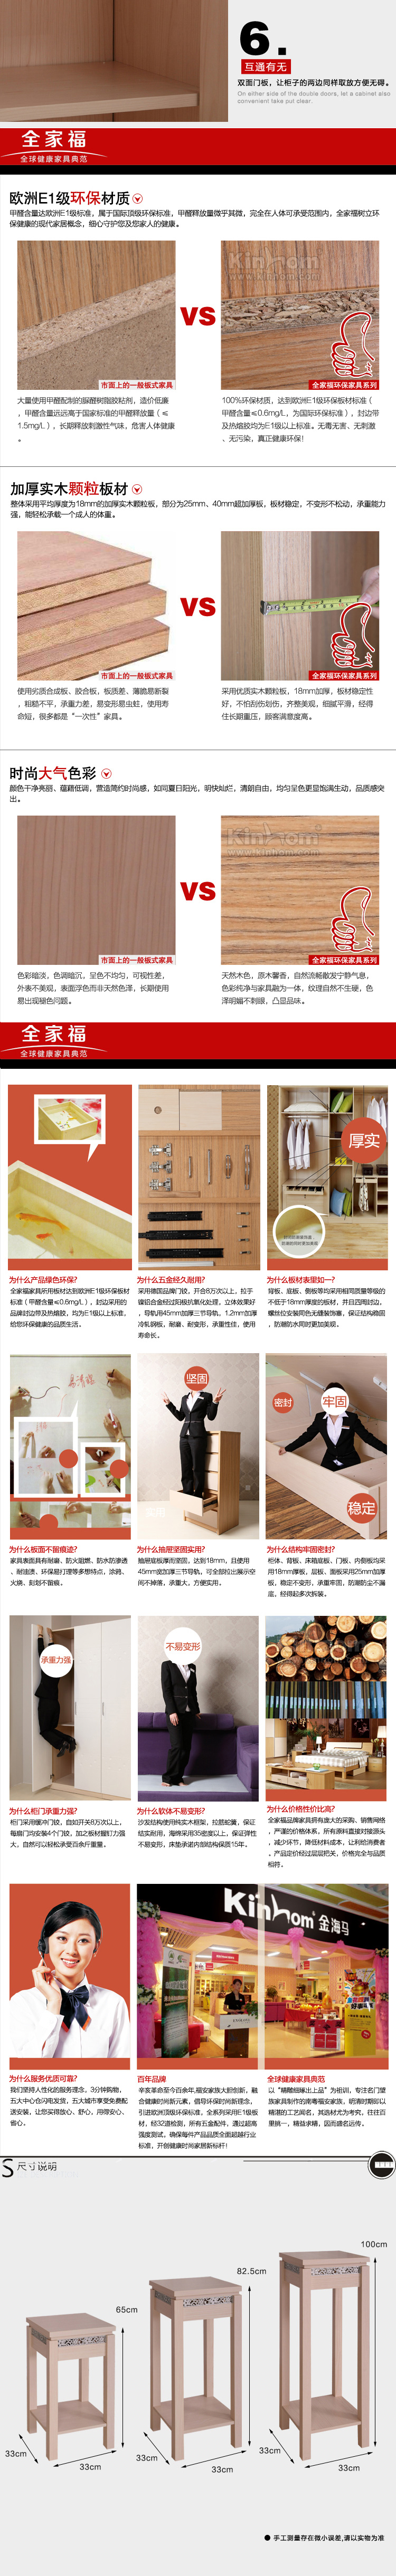 6.
互通有无
双面门板，让柜子的两边同样取放方便无碍。
On either side of the double doors, let a cabinet also
convenient take put clear.
全家福
全球健康家具典范
欧洲E1级环保材质
甲醛含量达欧洲E1级标准，属于国际顶级环保标准，甲醛释放量微乎其微，完全在人体可承受范围内，全家福树立环
保健康的现代家居概念，细心守护您及您家人的健康。
Kinhom
www.kinhom.com
VS
市面上的一般板式家具
全家福环保家具系列
大量使用甲醛配制的脲醛树脂胶粘剂，造价低廉
，甲醛含量远远高于国家标准的甲醛释放量（≤
1.5mg/L），长期释放刺激性气味，危害人体健康
。
100%环保材质，达到欧洲E1级环保板材标准（
甲醛含量≤0.6mg/L，为国际环保标准），封边带
及热熔胶均为E1级以上标准。无毒无害、无刺激
、无污染，真正健康环保！
加厚实木颗粒板材
整体采用平均厚度为18mm的加厚实木颗粒板，部分为25mm、40mm超加厚板，板材稳定，不变形不松动，承重能力
强，能轻松承载一个成人的体重。
VS
市面上的一般板式家具
全家福环保家具系列
使用劣质合成板、胶合板，板质差、薄脆易断裂
，粗糙不平，承重力差，易变形易虫蛀，使用寿
命短，很多都是“一次性”家具。
采用优质实木颗粒板，18mm加厚，板材稳定性
好，不怕刮伤划伤，齐整美观，细腻平滑，经得
住长期重压，顾客满意度高。
时尚大气色彩
颜色干净亮丽、蕴藉低调，营造简约时尚感，如同夏日阳光，明快灿烂，清朗自由，均匀呈色更显饱满生动，品质感突
出。
Kinhom
www.kinhom.com
VS
市面上的一般板式家具
全家福环保家具系列
色彩暗淡，色调暗沉，呈色不均匀，可视性差，
外表不美观，表面浮色而非天然色泽，长期使用
易出现褪色问题。
天然木色，原木馨香，自然流畅散发宁静气息，
色彩纯净与家具融为一体，纹理自然不生硬，色
泽明媚不刺眼，凸显品味。
全家福
全球健康家具典范
厚实
为什么产品绿色环保?
全家福家具所用板材达到欧洲E1级环保板材
标准（甲醛含量≤0.6mg/L），封边采用的
品牌封边带及热熔胶，均为E1级以上标准，
给您环保健康的品质生活。
为什么五金经久耐用?
采用德国品牌门铰，开合8万次以上，拉手
镍铝合金经过阳极抗氧化处理，立体效果好
，导轨用45mm加厚三节导轨，1.2mm加厚
冷轧钢板，耐磨、耐变形，承重性佳，使用
寿命长。
为什么板材表里如一?
背板、底板、侧板等均采用相同质量等级的
不低于18mm厚度的板材，并且四周封边，
螺丝位安装同色无缝装饰塞，保证结构稳固
，防潮防水同时更加美观。
坚固
密封
牢固
稳定
为什么板面不留痕迹?
家具表面具有耐磨、防火阻燃、防水防渗透
、耐油渍、环保易打理等多想特点，涂鸦、
火烧、刻划不留痕。
为什么抽屉坚固实用?
抽屉底板厚而坚固，达到18mm，且使用
45mm宽加厚三节导轨，可全部拉出展示空
间不掉落，承重大，方便实用。
为什么结构牢固密封?
柜体、背板、床箱底板、门板、内侧板均采
用18mm厚板，层板、面板采用25mm加厚
板，稳定不变形，承重牢固，防潮防尘不漏
底，经得起多次拆装。
承重力强
不易变形
为什么柜门承重力强?
柜门采用缓冲门铰，自如开关8万次以上，
每扇门均安装4个门铰，加之板材握钉力强
大，自然可以轻松承受百余斤重量。
为什么软体不易变形?
沙发结构使用纯实木框架，拉筋蛇簧，保证
结实耐用，海绵采用35密度以上，保证弹性
不易变形，床垫承诺内部结构保质15年。
为什么价格性价比高?
全家福品牌家具拥有庞大的采购、销售网络
，严谨的价格体系，所有原料直接对接源头
，减少环节，降低材料成本，让利给消费者
，产品定价经过层层把关，价格完全与品质
相符。
Kinhom 金海马
为什么服务优质可靠?
我们坚持人性化的服务理念，3分钟购物，
五大中心仓闪电发货，五大城市享受免费配
送安装，让您买得放心、舒心，用得安心、
省心。
百年品牌
辛亥革命至今百余年,福安家族大胆创新，融
合健康时尚新元素，倡导环保时尚新理念，
引进欧洲顶级环保标准，全系列采用E1级板
材，经32道检测，所有五金配件，通过超高
强度测试，确保每件产品品质全面超越行业
标准，开创健康时尚家居新标杆!
全球健康家具典范
以“精雕细琢出上品”为祖训，专注名门望
族家具制作的南粤福安家族，明清时期即以
精湛的工艺闻名，其选材尤为考究，往往百
里挑一，精益求精，因而盛名远传。
S 尺寸说明
100cm
82.5cm
65cm
33cm
33cm
33cm
33cm
33cm
33cm
● 手工测量存在微小误差,请以实物为准